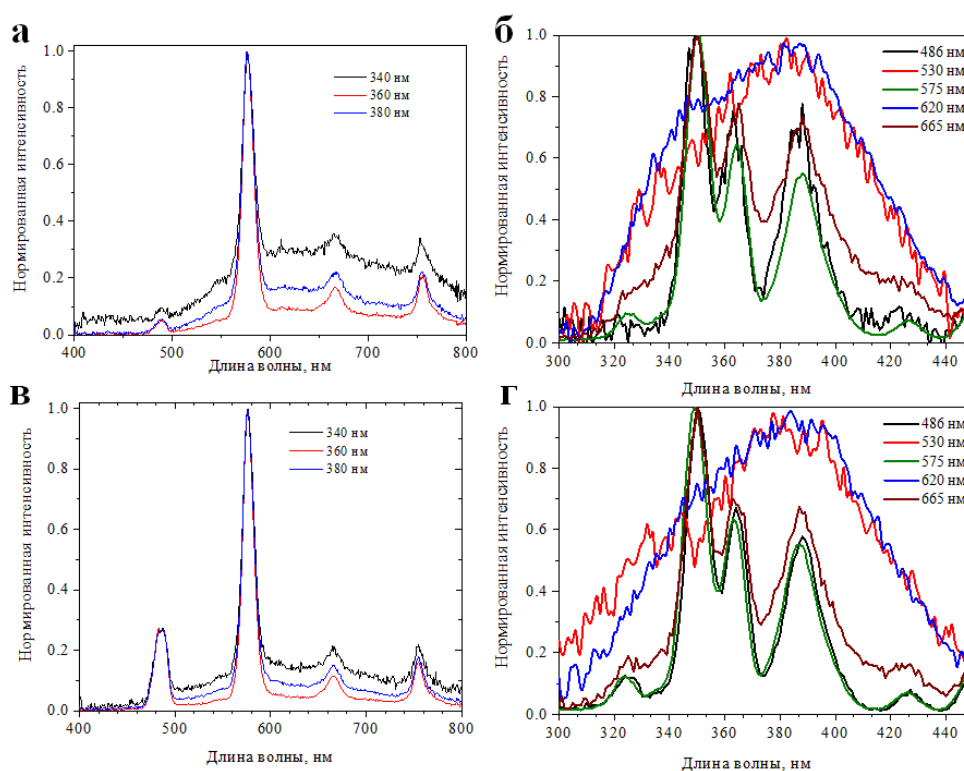 а
Нормированная интенсивность
1.0
0.8
0.6
0.4
0.2
0.0
340 нм
360 нм
380 нм
400 500 600 700 800
Длина волны, нм
б
Нормированная интенсивность
1.0
0.8
0.6
0.4
0.2
0.0
486 нм
530 нм
575 нм
620 нм
665 нм
300 320 340 360 380 400 420 440
Длина волны, нм
в
Нормированная интенсивность
1.0
0.8
0.6
0.4
0.2
0.0
340 нм
360 нм
380 нм
400 500 600 700 800
Длина волны, нм
г
Нормированная интенсивность
1.0
0.8
0.6
0.4
0.2
0.0
486 нм
530 нм
575 нм
620 нм
665 нм
300 320 340 360 380 400 420 440
Длина волны, нм